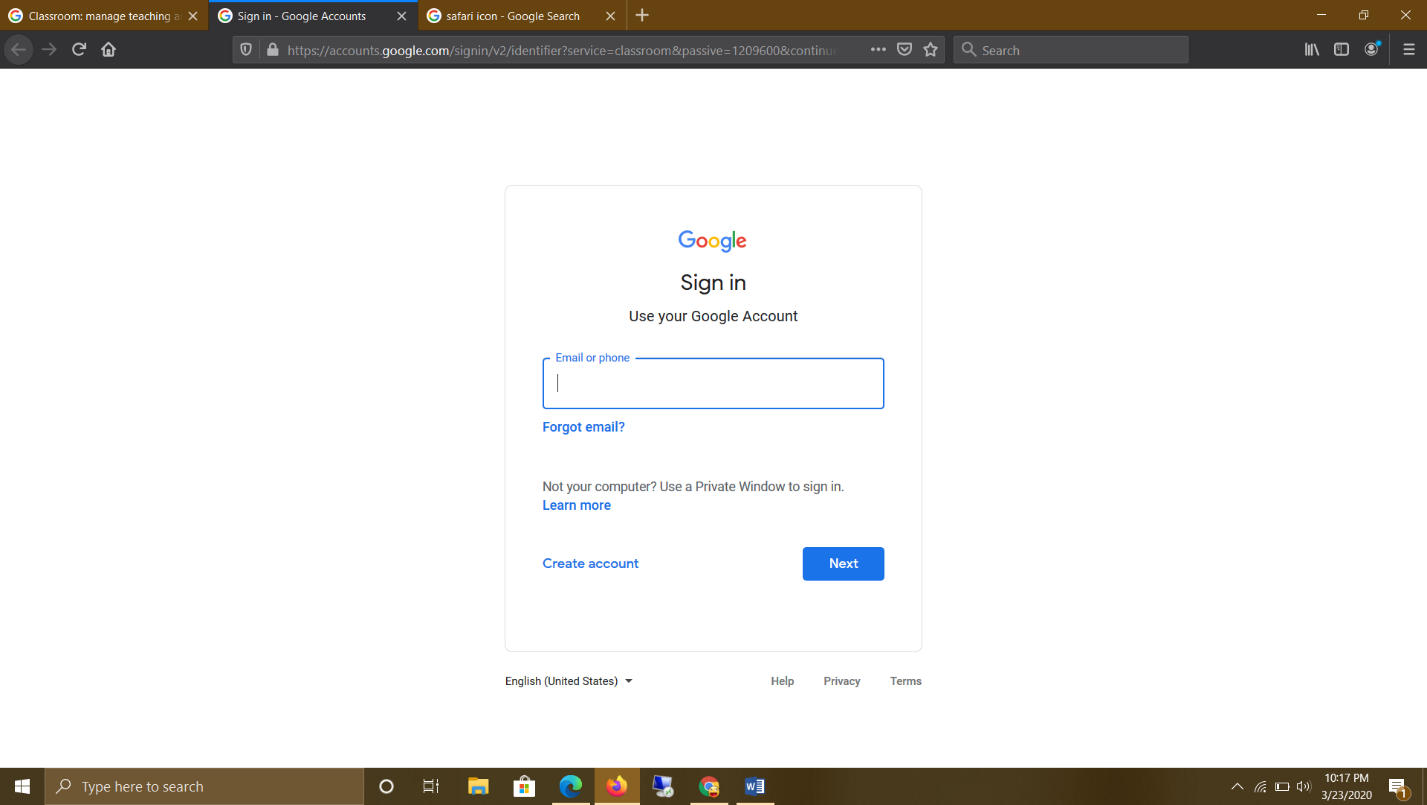 Classroom: manage teaching a
Sign in - Google Accounts
safari icon - Google Search
https://accounts.google.com/signin/v2/identifier?service=classroom&passive=1209600&continue
Search
Google
Sign in
Use your Google Account
Email or phone
Forgot email?
Not your computer? Use a Private Window to sign in.
Learn more
Create account
Next
English (United States)
Help
Privacy
Terms
Type here to search
10:17 PM
3/23/2020
1